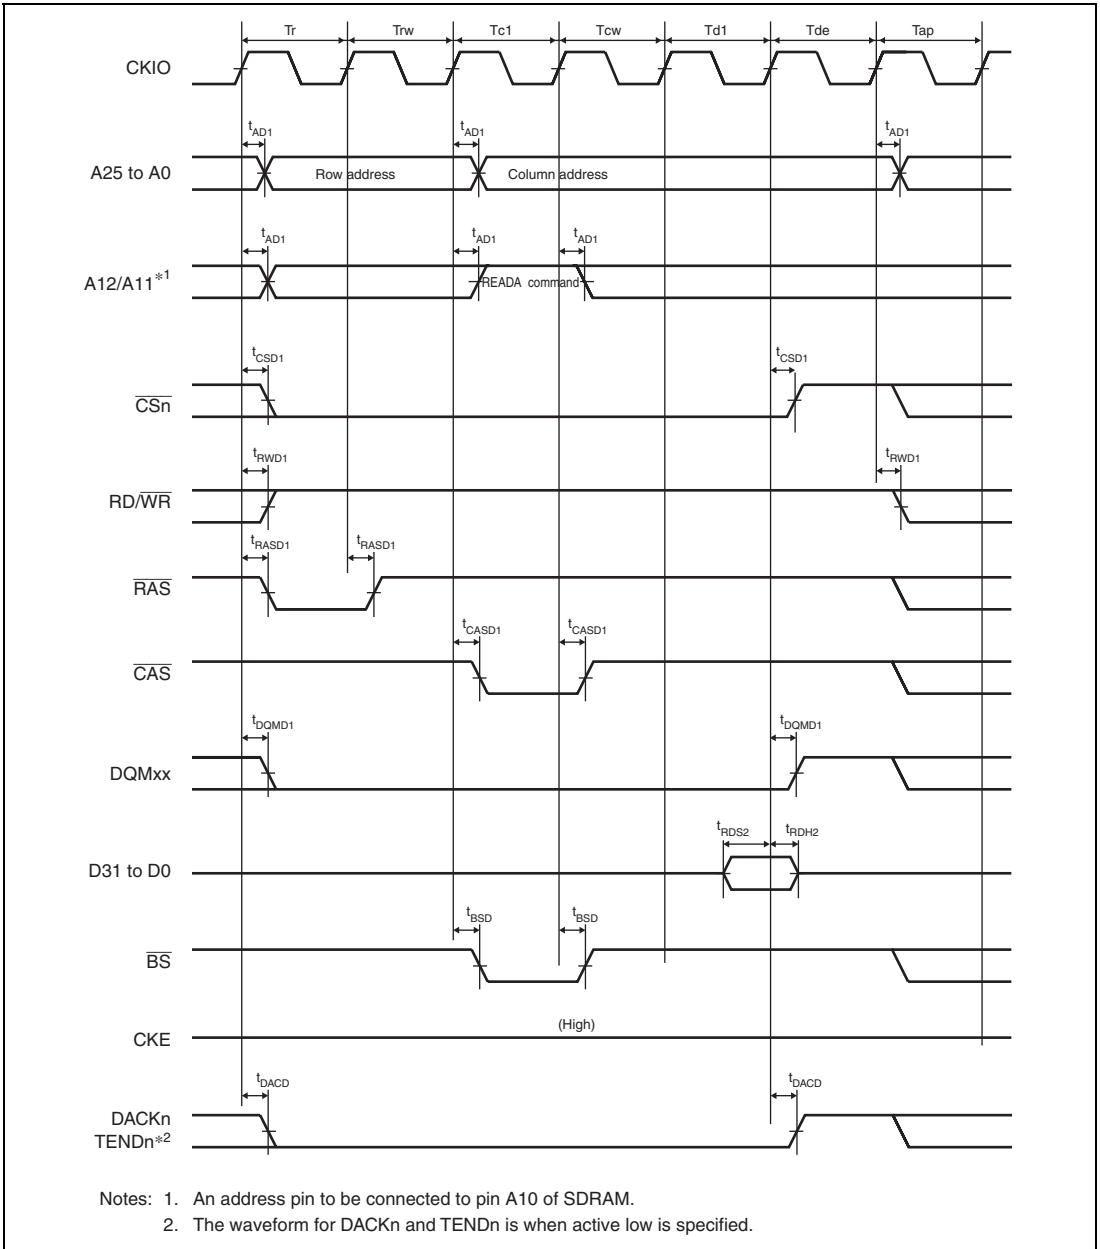 Tr Trw Tc1 Tcw Td1 Tde Tap
CKIO
tAD1 tAD1 tAD1
A25 to A0 Row address Column address
tAD1 tAD1 tAD1
A12/A11*1 READA command
tCSD1 tCSD1
CSn
tRWD1 tRWD1
RD/WR
tRASD1 tRASD1
RAS
tCASD1 tCASD1
CAS
tDQMD1 tDQMD1
DQMxx
tRDS2 tRDH2
D31 to D0
tBSD tBSD
BS
(High)
CKE
tDACD tDACD
DACKn
TENDn*2
Notes: 1. An address pin to be connected to pin A10 of SDRAM.
2. The waveform for DACKn and TENDn is when active low is specified.